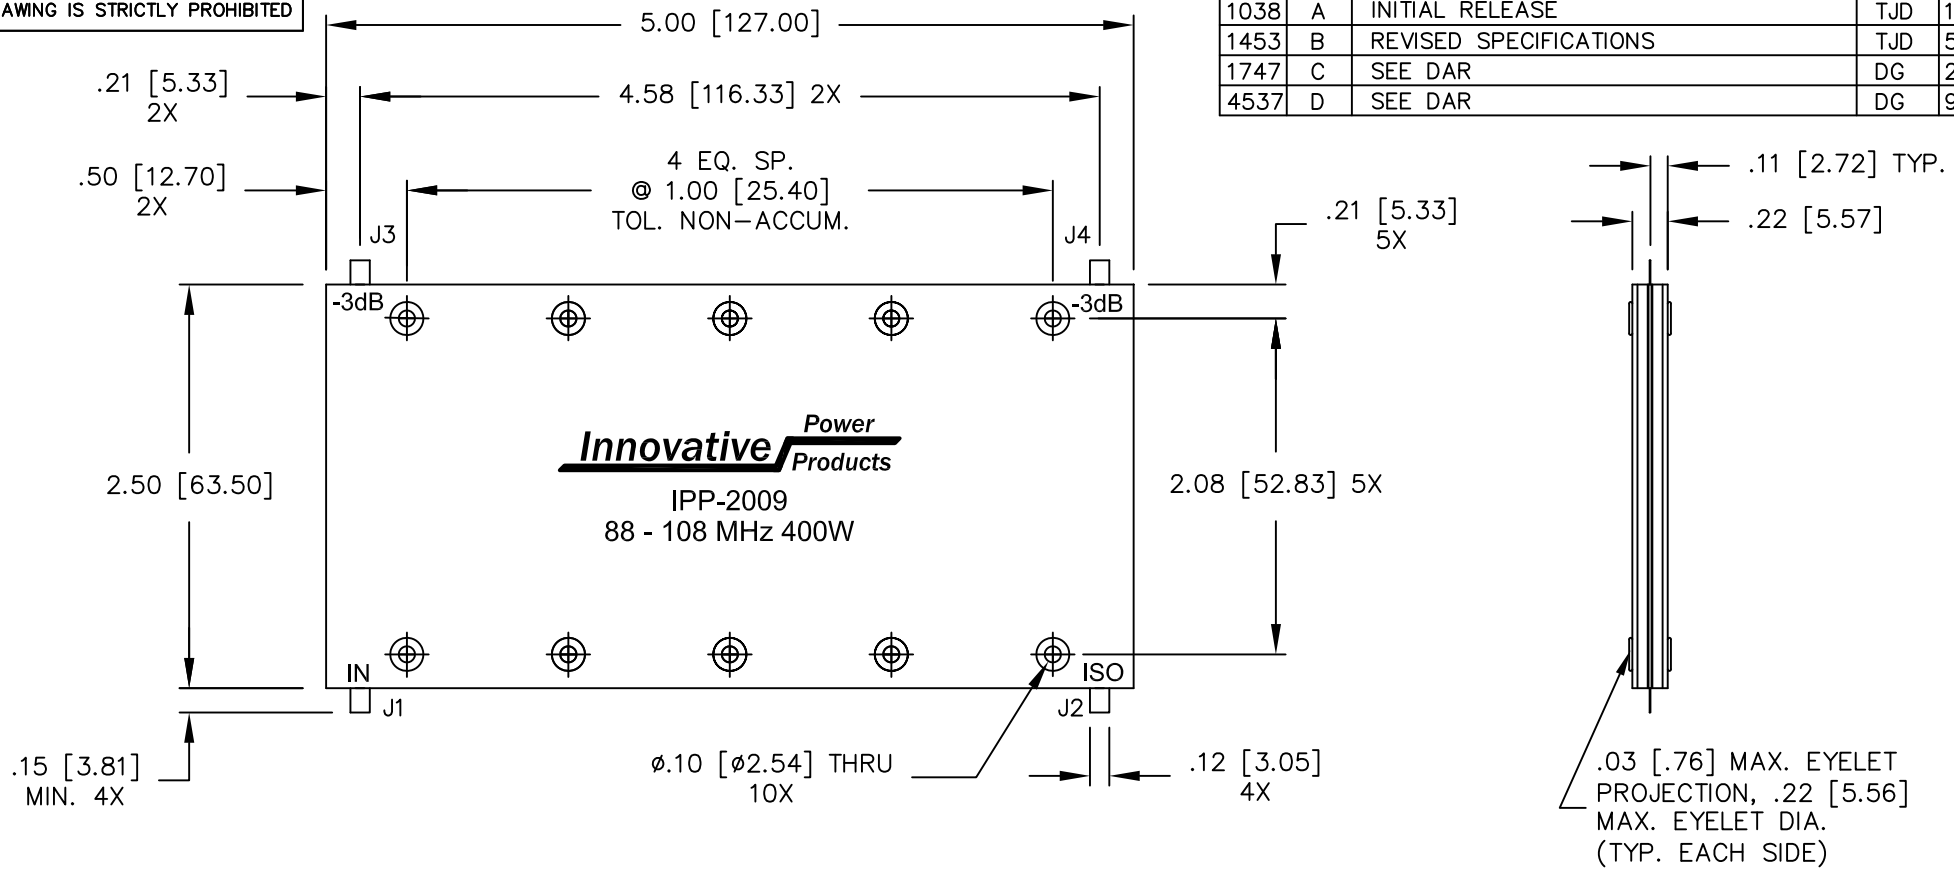 AWING IS STRICTLY PROHIBITED
1038 A INITIAL RELEASE TJD 1
1453 B REVISED SPECIFICATIONS TJD 5
1747 C SEE DAR DG 2
4537 D SEE DAR DG 9
5.00 [127.00]
.21 [5.33]
2X
4.58 [116.33] 2X
.50 [12.70]
2X
4 EQ. SP.
@ 1.00 [25.40]
TOL. NON-ACCUM.
J3
J4
.21 [5.33]
5X
.11 [2.72] TYP.
.22 [5.57]
-3dB
-3dB
2.50 [63.50]
Innovative Power Products
IPP-2009
88 - 108 MHz 400W
2.08 [52.83] 5X
IN
ISO
J1
J2
.15 [3.81]
MIN. 4X
ø.10 [ø2.54] THRU
10X
.12 [3.05]
4X
.03 [.76] MAX. EYELET
PROJECTION, .22 [5.56]
MAX. EYELET DIA.
(TYP. EACH SIDE)